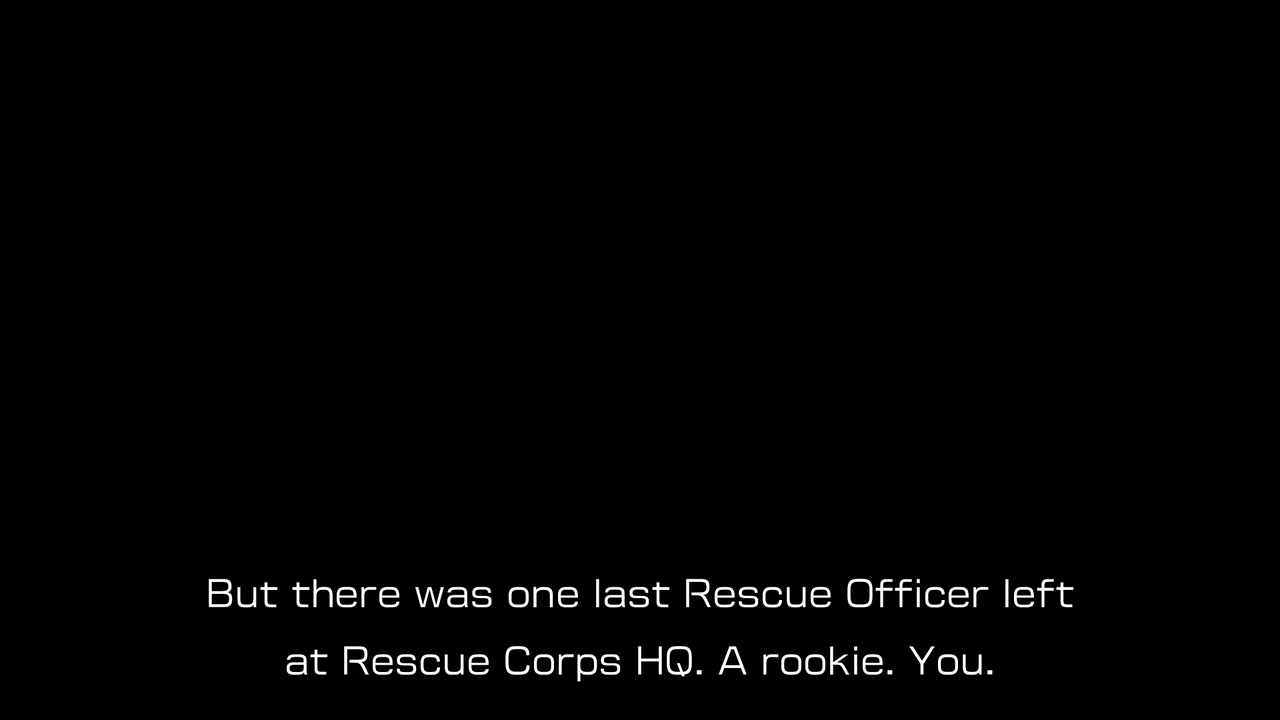 But there was one last Rescue Officer left
at Rescue Corps HQ. A rookie. You.